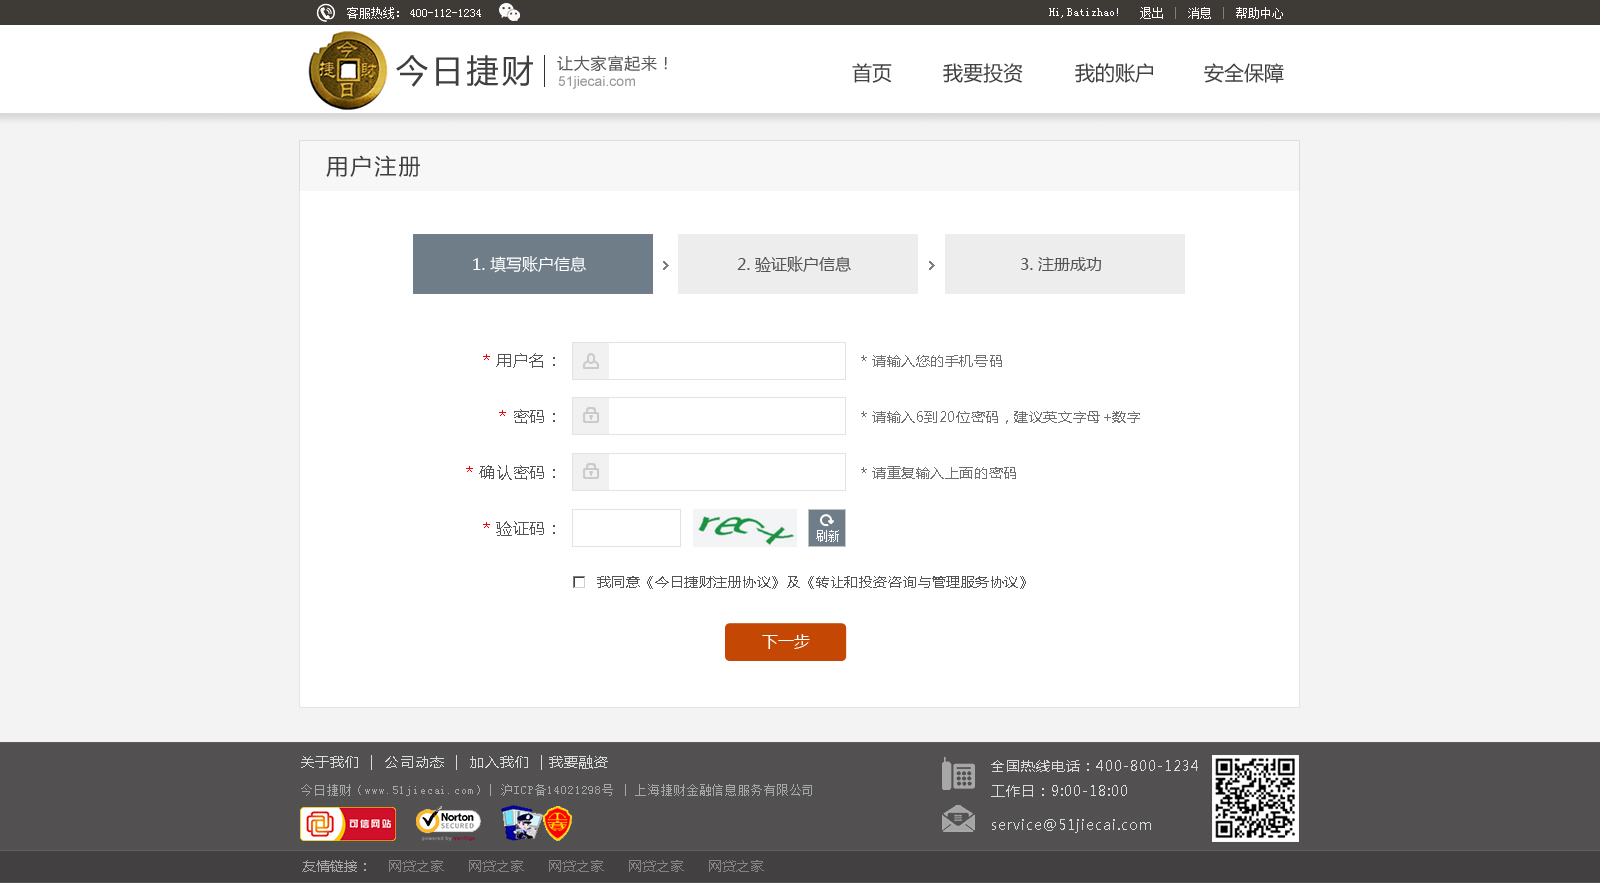 客服热线： 400-112-1234
Hi,Batizhao! 退出 | 消息 | 帮助中心
今日捷财
今日捷财 | 让大家富起来！
51jiecai.com
首页 我要投资 我的账户 安全保障
用户注册
1. 填写账户信息 > 2. 验证账户信息 > 3. 注册成功
* 用户名： * 请输入您的手机号码
* 密码： * 请输入6到20位密码，建议英文字母+数字
* 确认密码： * 请重复输入上面的密码
* 验证码： 刷新
我同意《今日捷财注册协议》及《转让和投资咨询与管理服务协议》
下一步
关于我们 | 公司动态 | 加入我们 | 我要融资
今日捷财（www.51jiecai.com）| 沪ICP备14021298号 | 上海捷财金融信息服务有限公司
可信网站 Norton SECURED
全国热线电话：400-800-1234
工作日：9:00-18:00
service@51jiecai.com
友情链接： 网贷之家 网贷之家 网贷之家 网贷之家 网贷之家